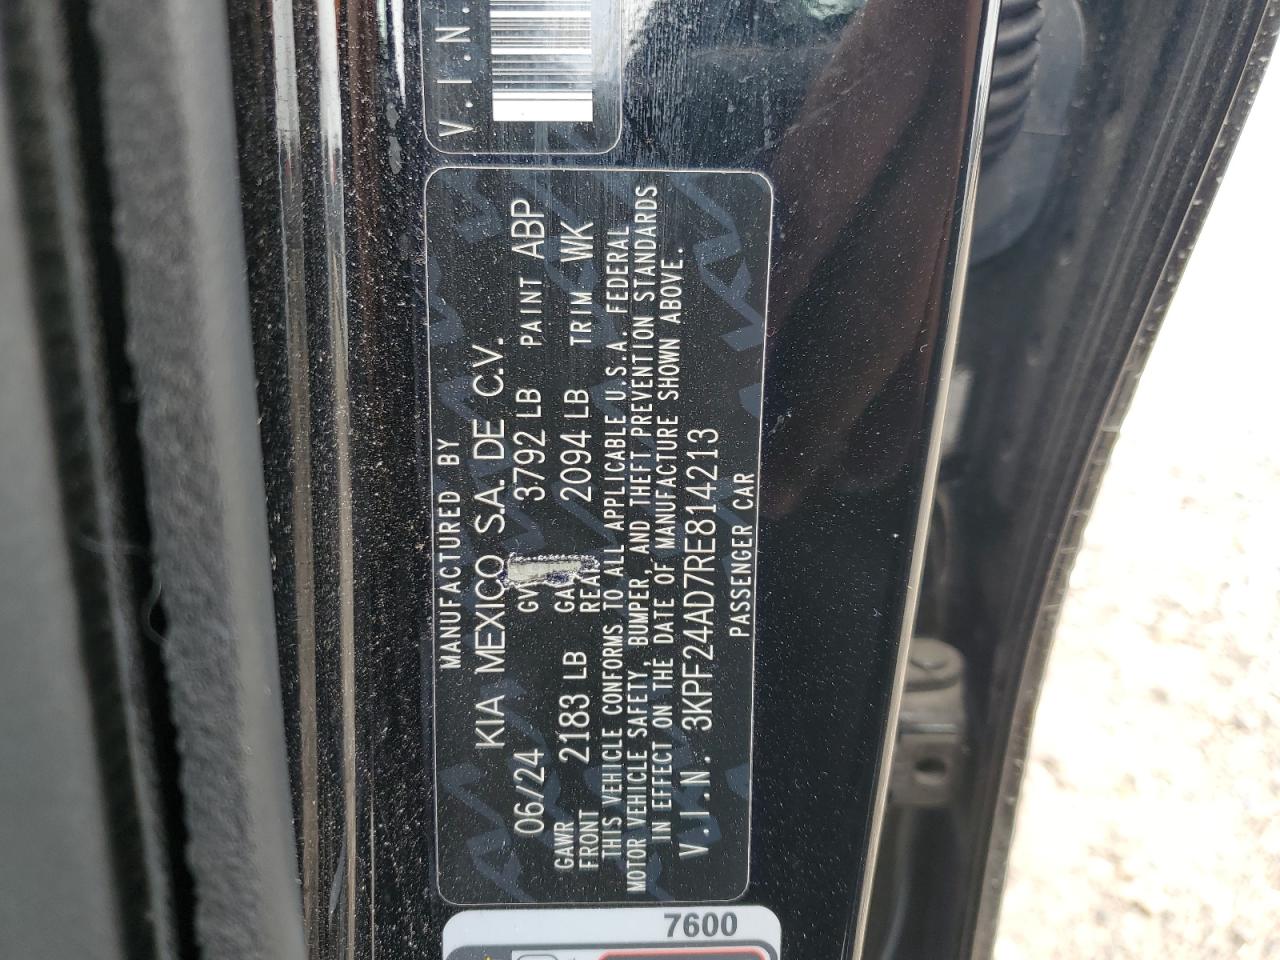 V.I.N.
MANUFACTURED BY
KIA MEXICO S.A. DE C.V.
06/24 3792 LB PAINT ABP
GAWR FRONT 2183 LB 2094 LB TRIM WK
THIS VEHICLE CONFORMS TO ALL APPLICABLE U.S.A. FEDERAL
MOTOR VEHICLE SAFETY, BUMPER, AND THEFT PREVENTION STANDARDS
IN EFFECT ON THE DATE OF MANUFACTURE SHOWN ABOVE.
V.I.N. 3KPF24AD7RE814213
PASSENGER CAR
7600